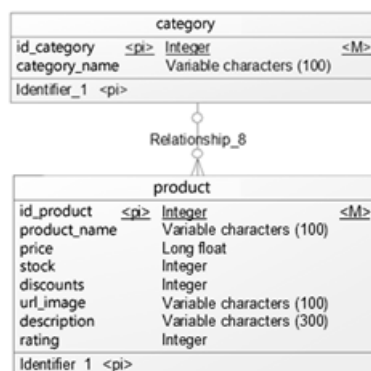 category
id_category <pi> Integer <M>
category_name Variable characters (100)
Identifier_1 <pi>
Relationship_8
product
id_product <pi> Integer <M>
product_name Variable characters (100)
price Long float
stock Integer
discounts Integer
url_image Variable characters (100)
description Variable characters (300)
rating Integer
Identifier_1 <pi>